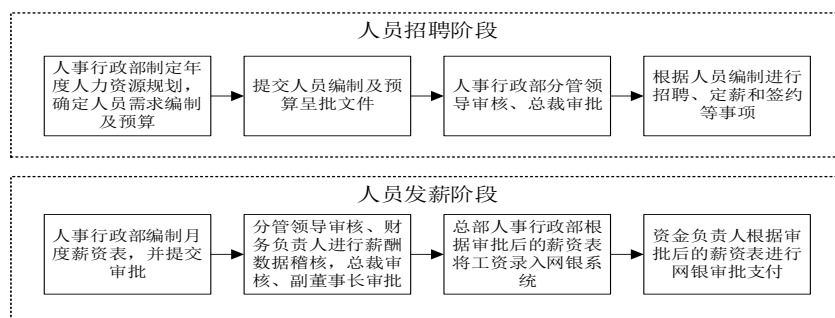 人员招聘阶段
人事行政部制定年
度人力资源规划，
确定人员需求编制
及预算
提交人员编制及预
算呈批文件
人事行政部分管领
导审核、总裁审批
根据人员编制进行
招聘、定薪和签约
等事项
人员发薪阶段
人事行政部编制月
度薪资表，并提交
审批
分管领导审核、财
务负责人进行薪酬
数据稽核，总裁审
核、副董事长审批
总部人事行政部根
据审批后的薪资表
将工资录入网银系
统
资金负责人根据审
批后的薪资表进行
网银审批支付